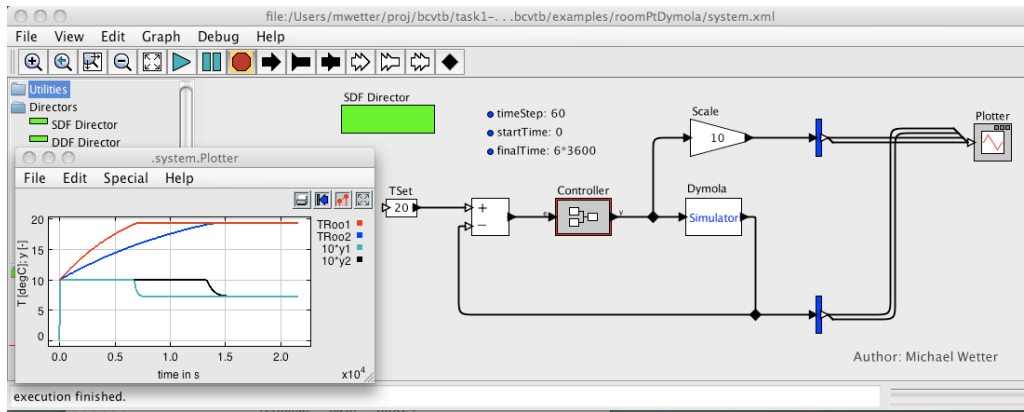 file:/Users/mwetter/proj/bcvtb/task1-. . .bcvtb/examples/roomPtDymola/system.xml
File View Edit Graph Debug Help
Utilities
Directors
SDF Director
DDF Director
SDF Director
timeStep: 60
startTime: 0
finalTime: 6*3600
Scale
10
Plotter
TSet
20
+
−
Controller
e
y
Dymola
Simulator
Author: Michael Wetter
.system.Plotter
File Edit Special Help
T [degC]; y [-]
20
15
10
5
0
0.0 0.5 1.0 1.5 2.0
time in s
x10⁴
TRoo1
TRoo2
10*y1
10*y2
execution finished.